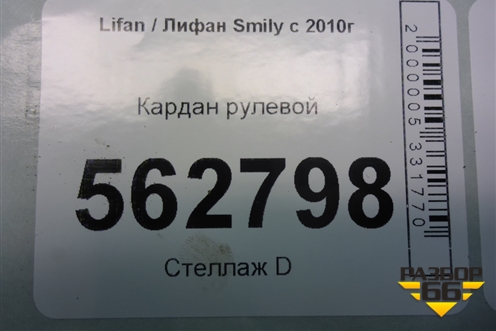 Lifan / Лифан Smily с 2010г
Кардан рулевой
562798
Стеллаж D
2000005331770
РАЗБОР
66